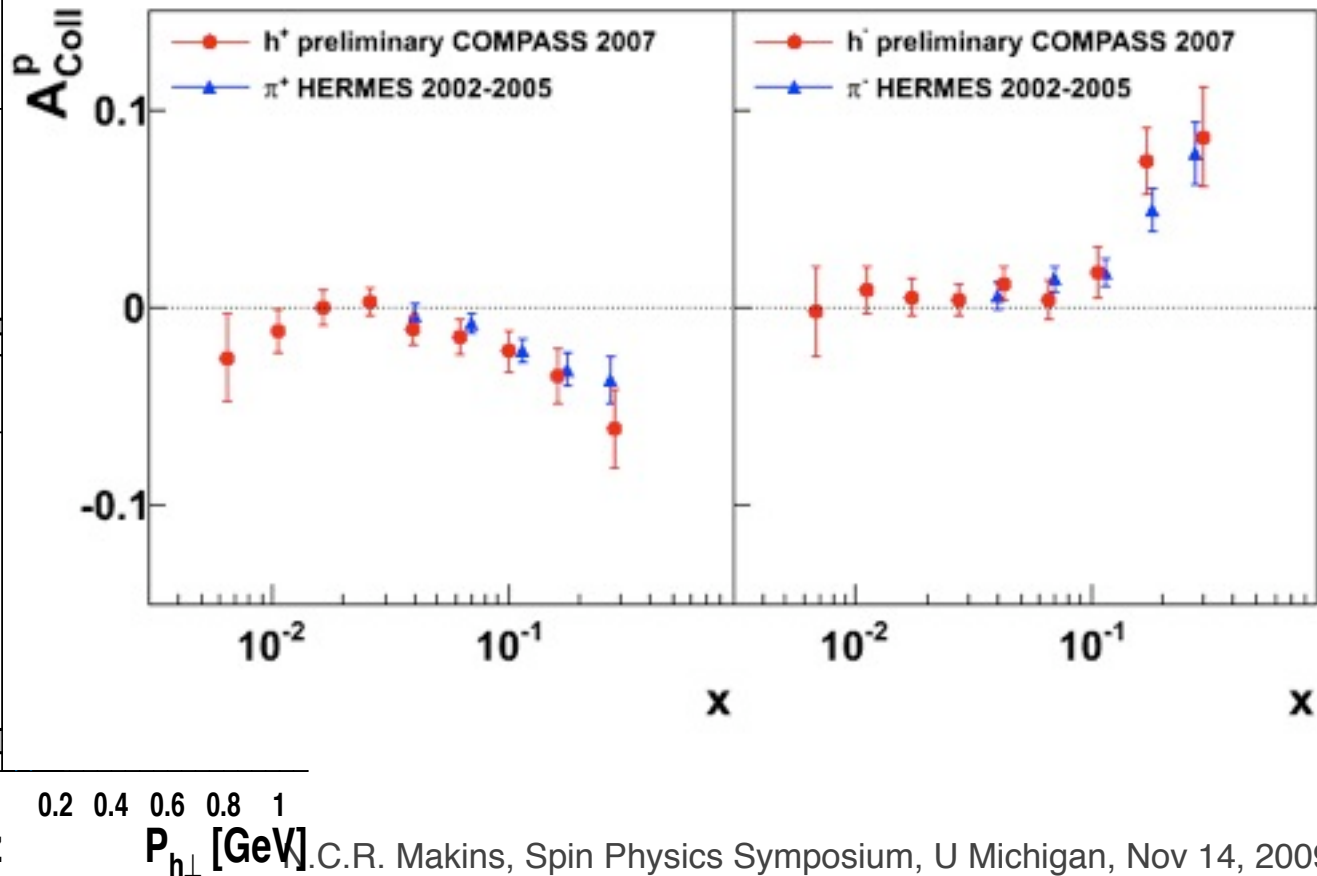 A^p_Coll
h⁺ preliminary COMPASS 2007
π⁺ HERMES 2002-2005
h⁻ preliminary COMPASS 2007
π⁻ HERMES 2002-2005
0.1
0
-0.1
10⁻² 10⁻¹ 10⁻² 10⁻¹
x x
0.2 0.4 0.6 0.8 1
P_h⊥ [GeV]
.C.R. Makins, Spin Physics Symposium, U Michigan, Nov 14, 2009